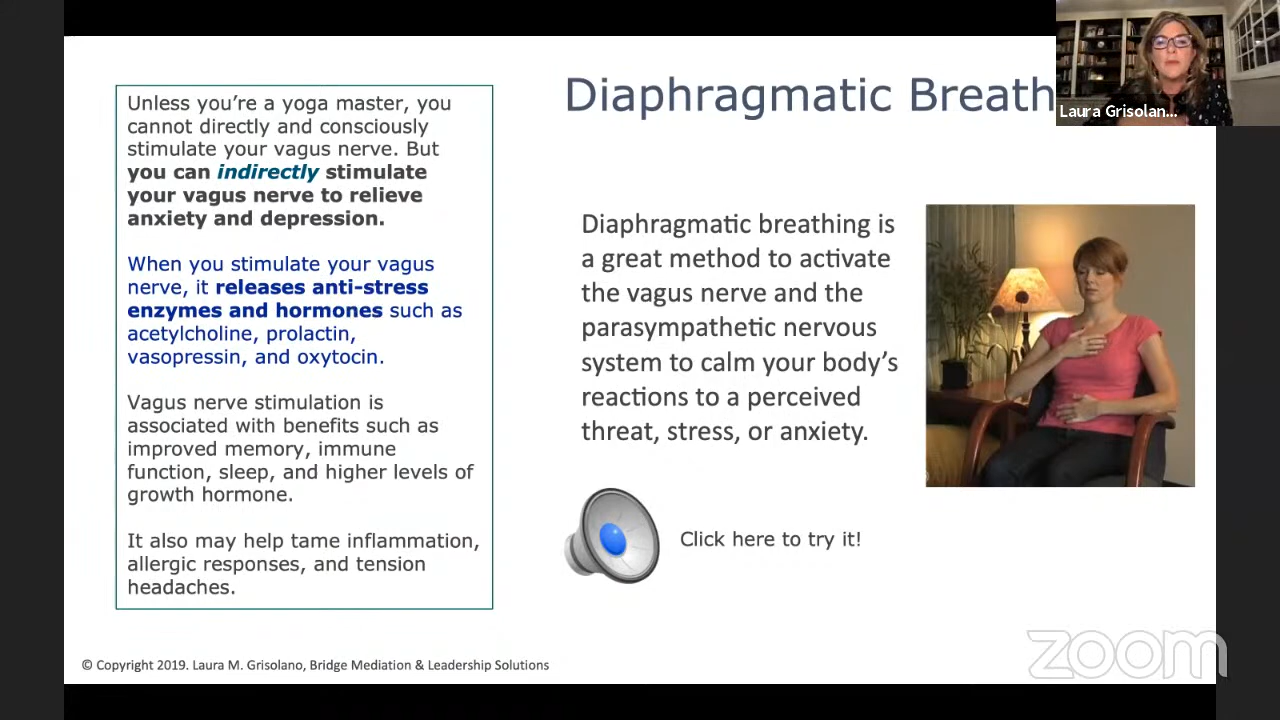 Unless you’re a yoga master, you
cannot directly and consciously
stimulate your vagus nerve. But
you can indirectly stimulate
your vagus nerve to relieve
anxiety and depression.
When you stimulate your vagus
nerve, it releases anti-stress
enzymes and hormones such as
acetylcholine, prolactin,
vasopressin, and oxytocin.
Vagus nerve stimulation is
associated with benefits such as
improved memory, immune
function, sleep, and higher levels of
growth hormone.
It also may help tame inflammation,
allergic responses, and tension
headaches.
Diaphragmatic Breath
Laura Grisolan...
Diaphragmatic breathing is
a great method to activate
the vagus nerve and the
parasympathetic nervous
system to calm your body’s
reactions to a perceived
threat, stress, or anxiety.
Click here to try it!
© Copyright 2019. Laura M. Grisolano, Bridge Mediation & Leadership Solutions
zoom